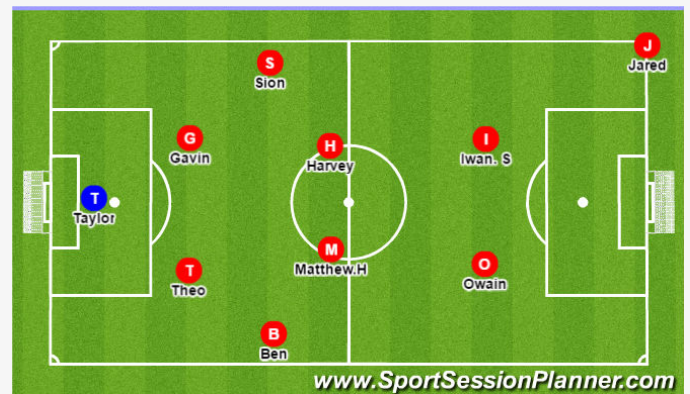 J
Jared
S
Sion
G
Gavin
H
Harvey
I
Iwan. S
T
Taylor
M
Matthew.H
T
Theo
O
Owain
B
Ben
www.SportSessionPlanner.com